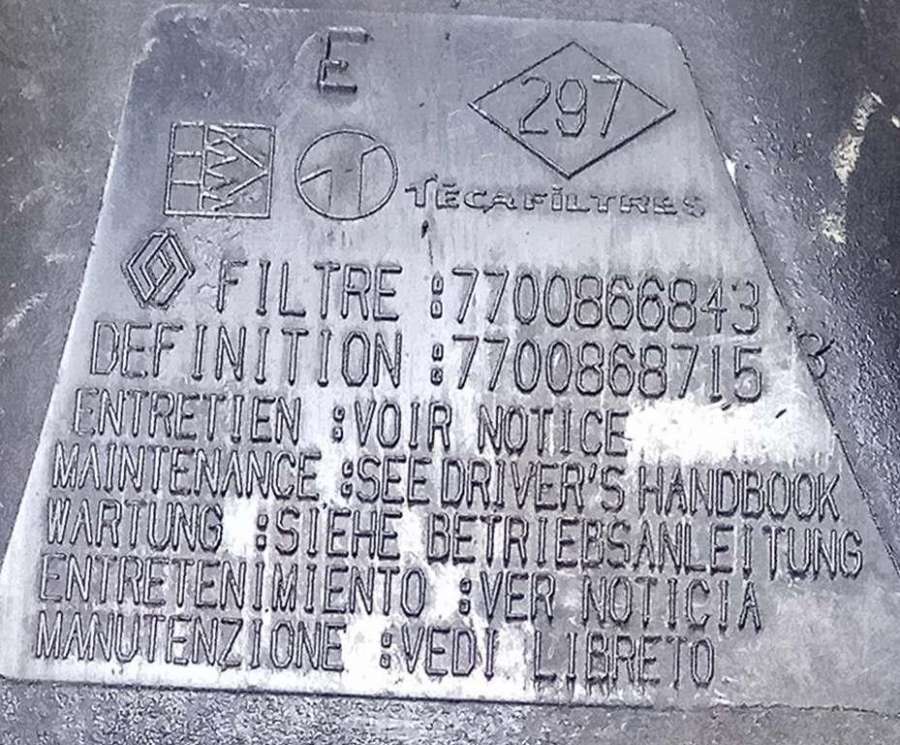 E
297
TECAFILTRES
FILTRE :7700866843
DEFINITION :7700868715
ENTRETIEN :VOIR NOTICE
MAINTENANCE :SEE DRIVER'S HANDBOOK
WARTUNG :SIEHE BETRIEBSANLEITUNG
ENTRETENIMIENTO :VER NOTICIA
MANUTENZIONE :VEDI LIBRETO